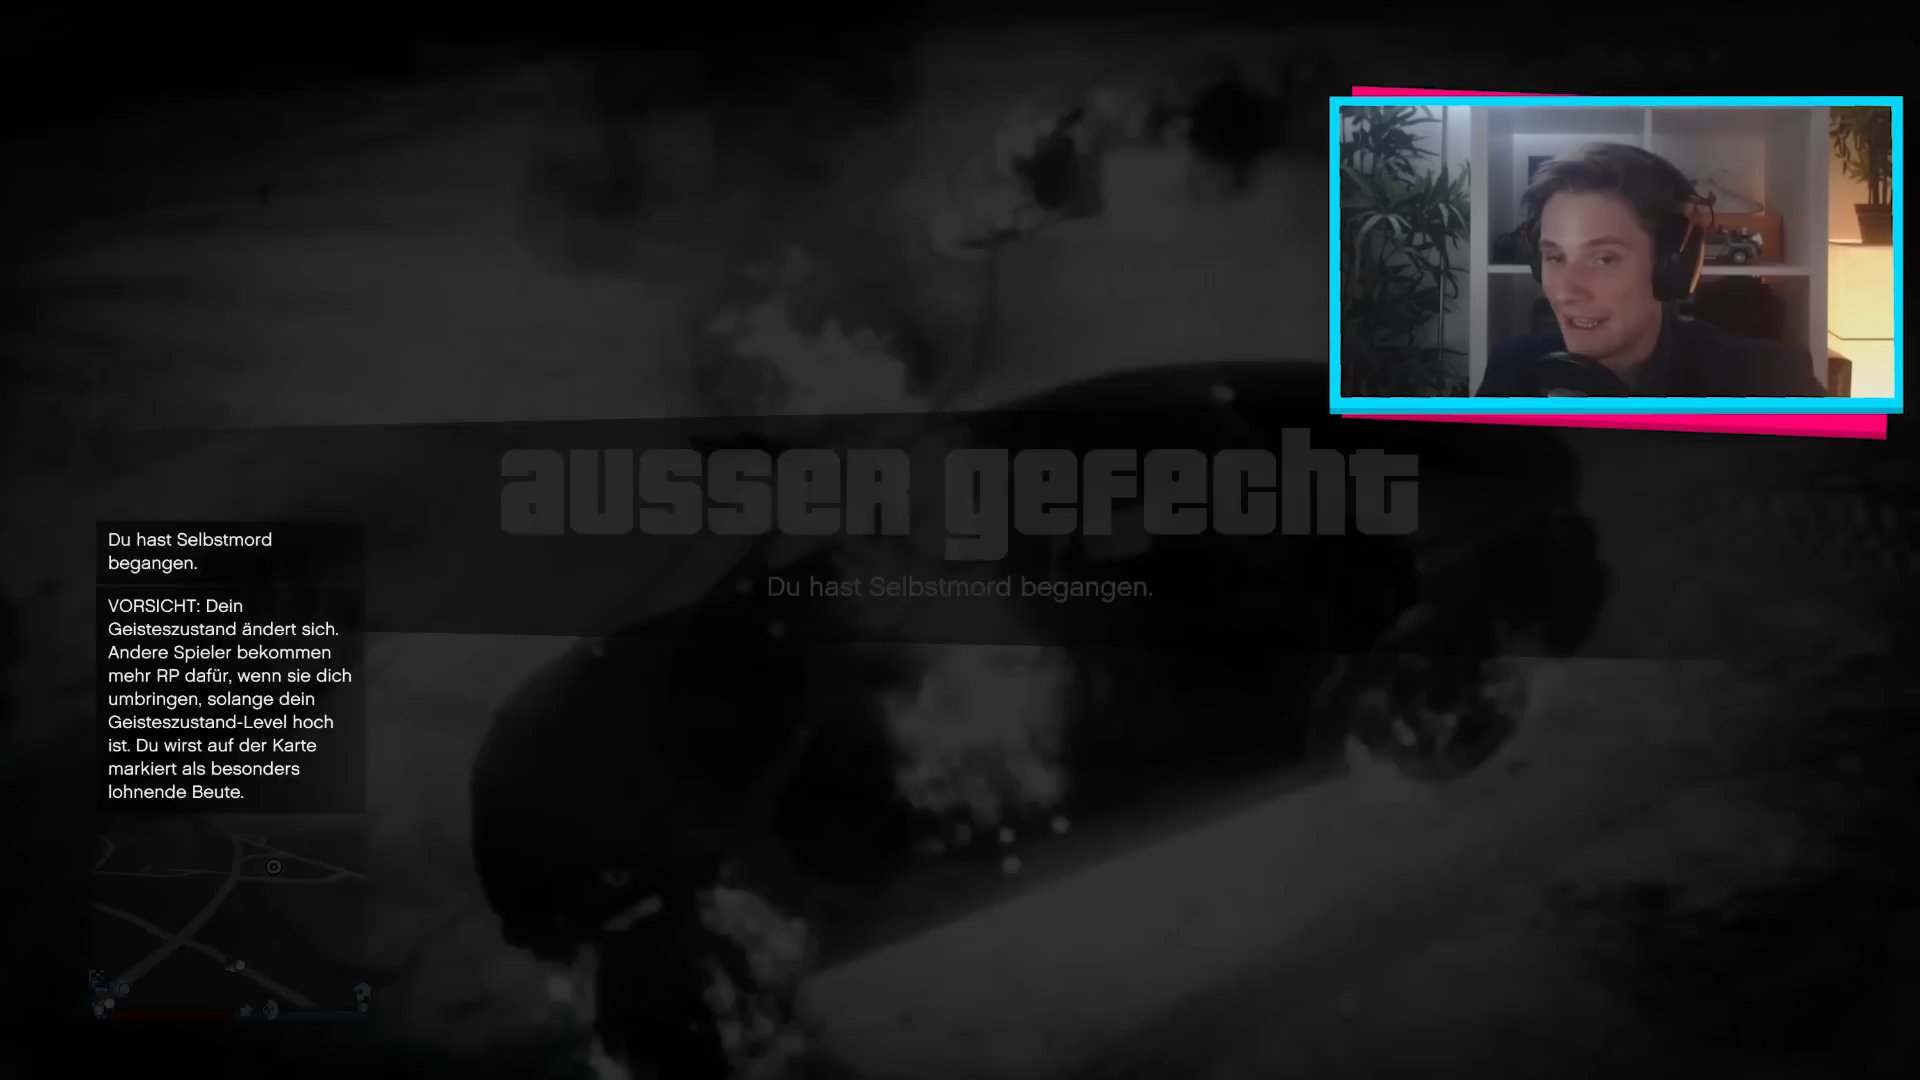 ausser gefecht
Du hast Selbstmord begangen.
Du hast Selbstmord
begangen.
VORSICHT: Dein
Geisteszustand ändert sich.
Andere Spieler bekommen
mehr RP dafür, wenn sie dich
umbringen, solange dein
Geisteszustand-Level hoch
ist. Du wirst auf der Karte
markiert als besonders
lohnende Beute.